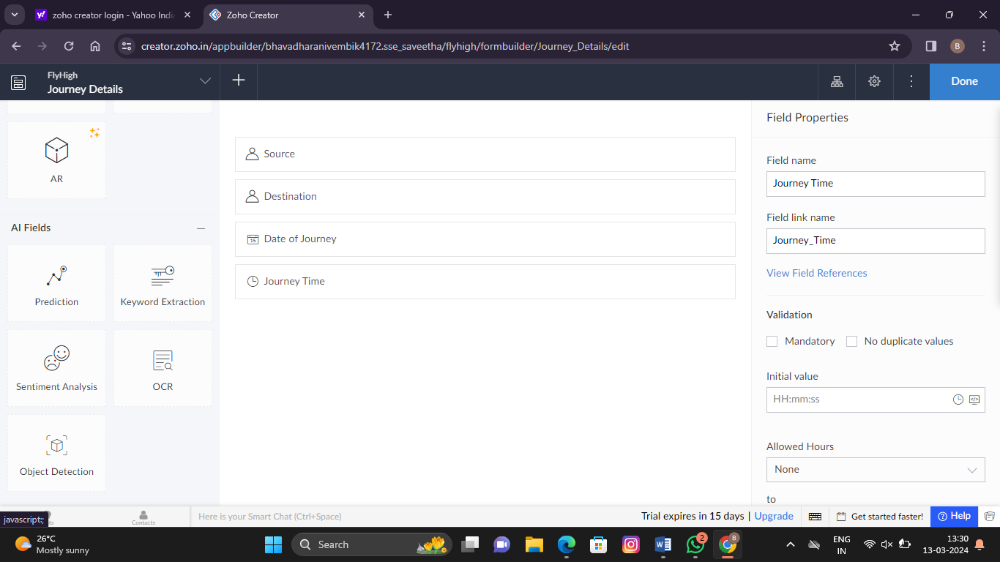 zoho creator login - Yahoo Indi
Zoho Creator
creator.zoho.in/appbuilder/bhavadharanivembik4172.sse_saveetha/flyhigh/formbuilder/Journey_Details/edit
B
FlyHigh
Journey Details
Done
AR
AI Fields
Prediction
Keyword Extraction
Sentiment Analysis
OCR
Object Detection
Source
Destination
15
Date of Journey
Journey Time
Field Properties
Field name
Journey Time
Field link name
Journey_Time
View Field References
Validation
Mandatory
No duplicate values
Initial value
HH:mm:ss
Allowed Hours
None
to
javascript:;
Contacts
Here is your Smart Chat (Ctrl+Space)
Trial expires in 15 days | Upgrade
Get started faster!
Help
26°C
Mostly sunny
Search
2
B
ENG
IN
13:30
13-03-2024